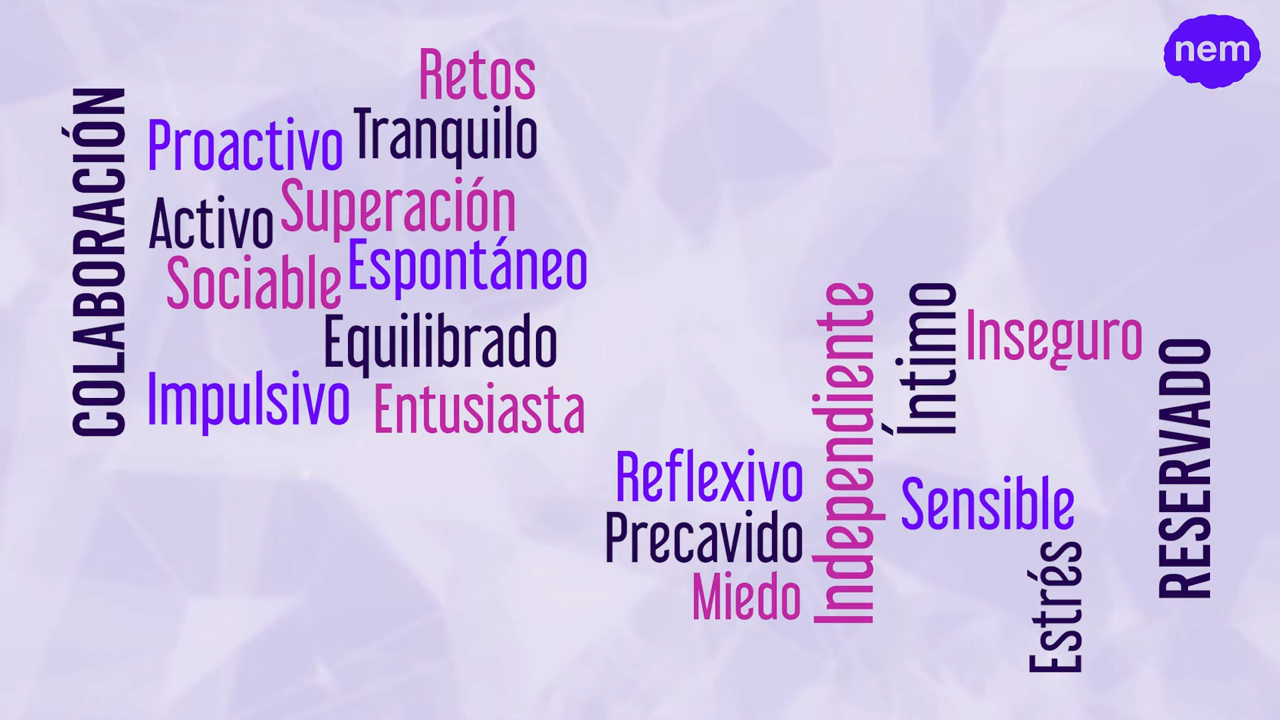 nem
COLABORACIÓN
Retos
Proactivo
Tranquilo
Activo
Superación
Sociable
Espontáneo
Equilibrado
Impulsivo
Entusiasta
Reflexivo
Precavido
Miedo
Independiente
Íntimo
Inseguro
Sensible
Estrés
RESERVADO